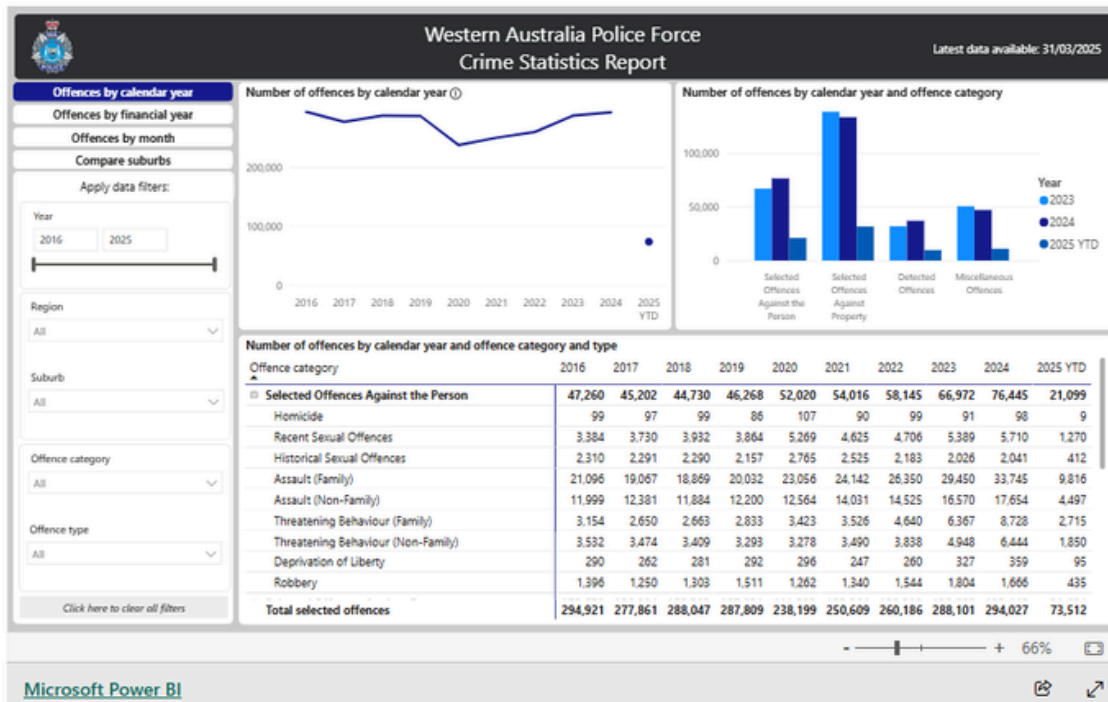 Western Australia Police Force
Crime Statistics Report
Latest data available: 31/03/2025
Offences by calendar year
Offences by financial year
Offences by month
Compare suburbs
Apply data filters:
Year
2016 2025
Region
All
Suburb
All
Offence category
All
Offence type
All
Click here to clear all filters
Number of offences by calendar year
200,000
100,000
0
2016 2017 2018 2019 2020 2021 2022 2023 2024 2025
YTD
Number of offences by calendar year and offence category
100,000
50,000
0
Selected Selected Detected Miscellaneous
Offences Offences Offences Offences
Against the Against
Person Property
Year
2023
2024
2025 YTD
Number of offences by calendar year and offence category and type
Offence category 2016 2017 2018 2019 2020 2021 2022 2023 2024 2025 YTD
Selected Offences Against the Person 47,260 45,202 44,730 46,268 52,020 54,016 58,145 66,972 76,445 21,099
Homicide 99 97 99 86 107 90 99 91 98 9
Recent Sexual Offences 3,384 3,730 3,932 3,864 5,269 4,625 4,706 5,389 5,710 1,270
Historical Sexual Offences 2,310 2,291 2,290 2,157 2,765 2,525 2,183 2,026 2,041 412
Assault (Family) 21,096 19,067 18,869 20,032 23,056 24,142 26,350 29,450 33,745 9,816
Assault (Non-Family) 11,999 12,381 11,884 12,200 12,564 14,031 14,525 16,570 17,654 4,497
Threatening Behaviour (Family) 3,154 2,650 2,663 2,833 3,423 3,526 4,640 6,367 8,728 2,715
Threatening Behaviour (Non-Family) 3,532 3,474 3,409 3,293 3,278 3,490 3,838 4,948 6,444 1,850
Deprivation of Liberty 290 262 281 292 296 247 260 327 359 95
Robbery 1,396 1,250 1,303 1,511 1,262 1,340 1,544 1,804 1,666 435
Total selected offences 294,921 277,861 288,047 287,809 238,199 250,609 260,186 288,101 294,027 73,512
- + 66%
Microsoft Power BI